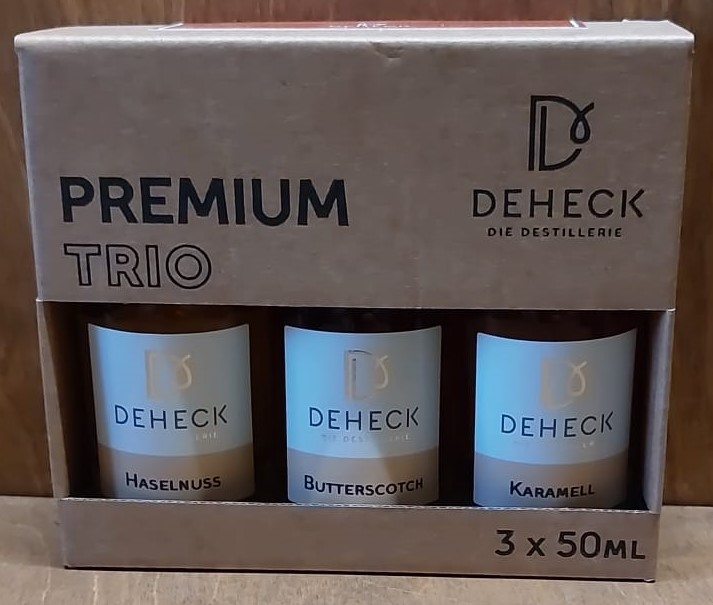 PREMIUM
TRIO
DEHECK
DIE DESTILLERIE
DEHECK
HASELNUSS
DEHECK
DIE DESTILLERIE
BUTTERSCOTCH
DEHECK
KARAMELL
3 x 50ML